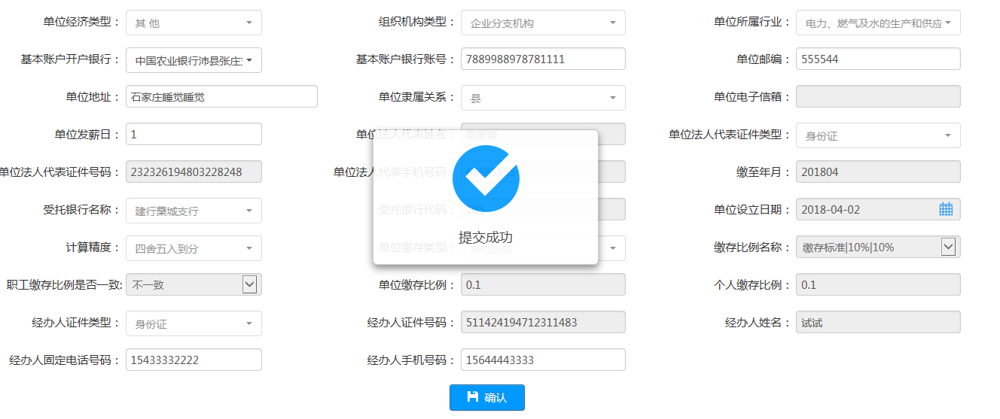 单位经济类型： 其 他 组织机构类型： 企业分支机构 单位所属行业： 电力、燃气及水的生产和供应
基本账户开户银行： 中国农业银行沛县张庄 基本账户银行账号： 7889988978781111 单位邮编： 555544
单位地址： 石家庄睡觉睡觉 单位隶属关系： 县 单位电子信箱：
单位发薪日： 1 单位法人代表姓名： 吃饭饭 单位法人代表证件类型： 身份证
单位法人代表证件号码： 232326194803228248 单位法人代表手机号码： 缴至年月： 201804
受托银行名称： 建行藁城支行 受托银行代码： 105 单位设立日期： 2018-04-02
提交成功
计算精度： 四舍五入到分 单位缴存类型： 缴存比例名称： 缴存标准|10%|10%
职工缴存比例是否一致: 不一致 单位缴存比例： 0.1 个人缴存比例： 0.1
经办人证件类型： 身份证 经办人证件号码： 511424194712311483 经办人姓名： 试试
经办人固定电话号码： 15433332222 经办人手机号码： 15644443333
确认